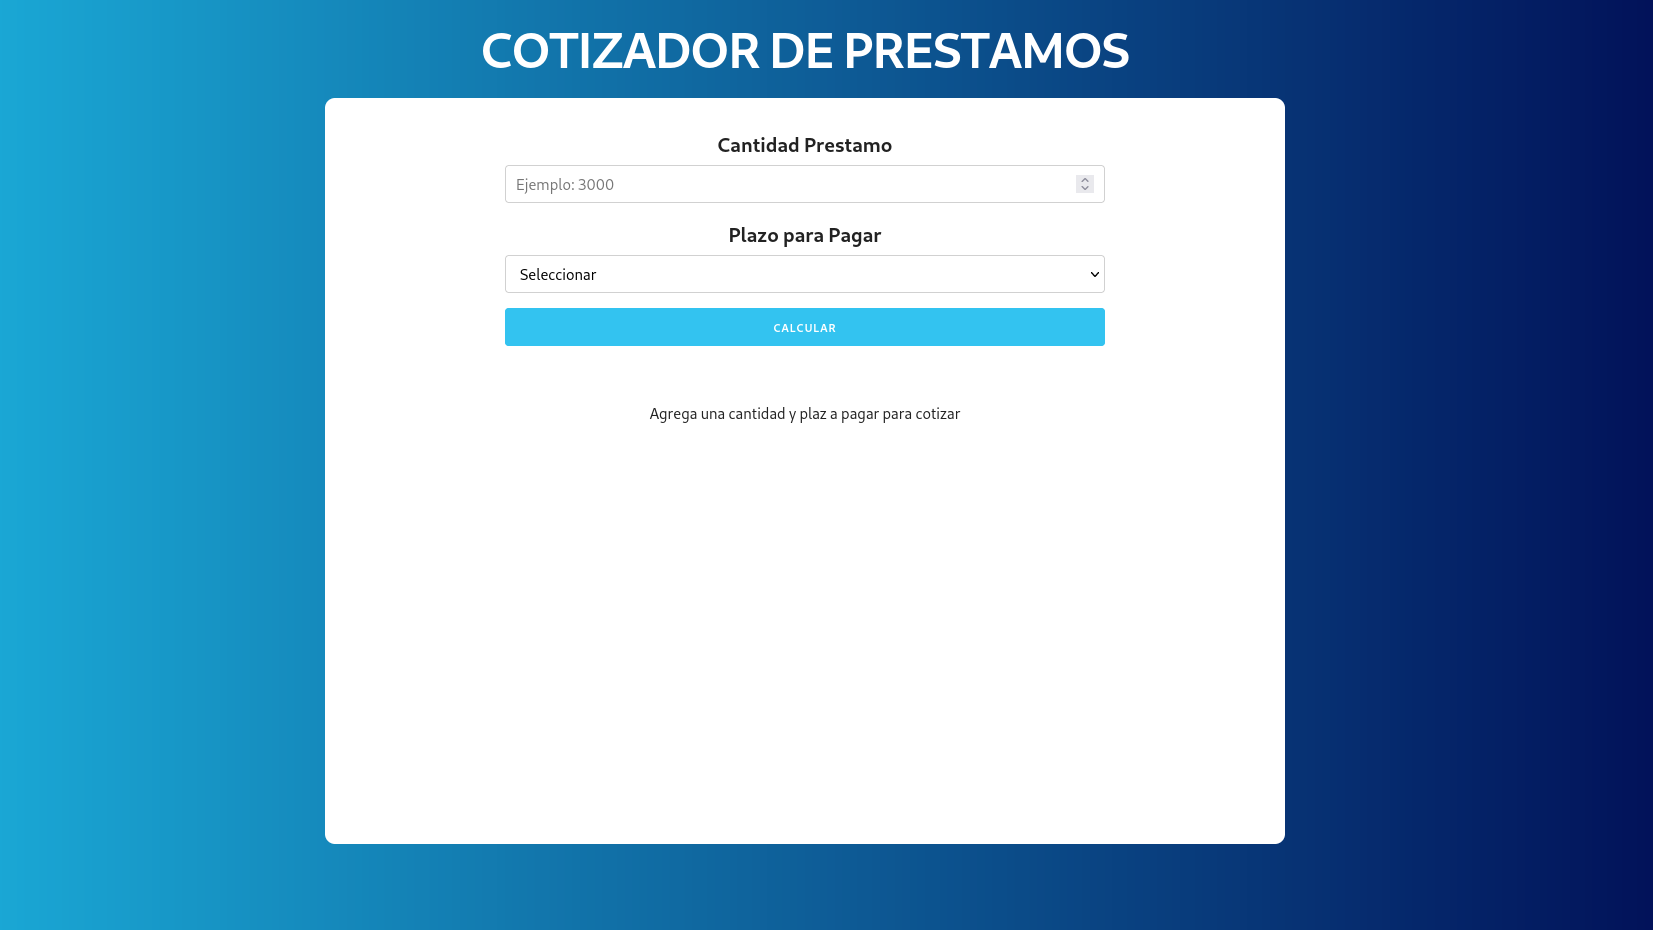 COTIZADOR DE PRESTAMOS
Cantidad Prestamo
Ejemplo: 3000
Plazo para Pagar
Seleccionar
CALCULAR
Agrega una cantidad y plaz a pagar para cotizar